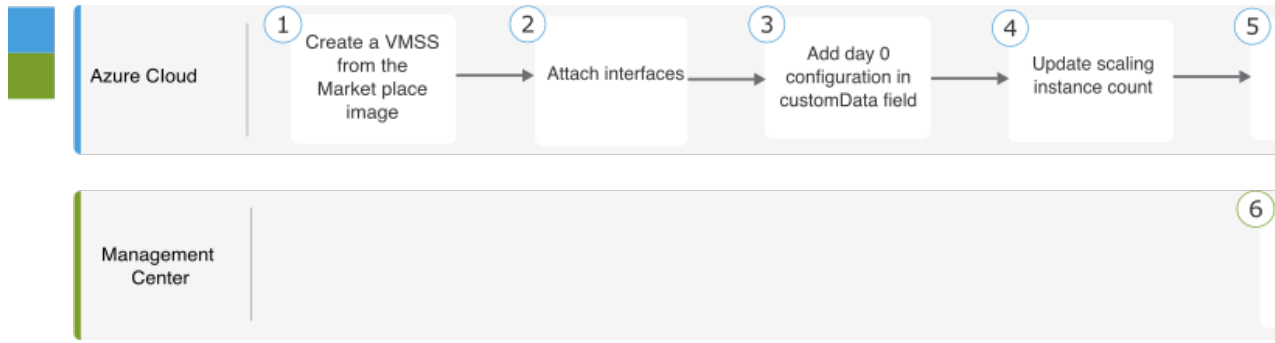 1
Create a VMSS
from the
Market place
image
2
Attach interfaces
3
Add day 0
configuration in
customData field
4
Update scaling
instance count
5
Azure Cloud
Management
Center
6